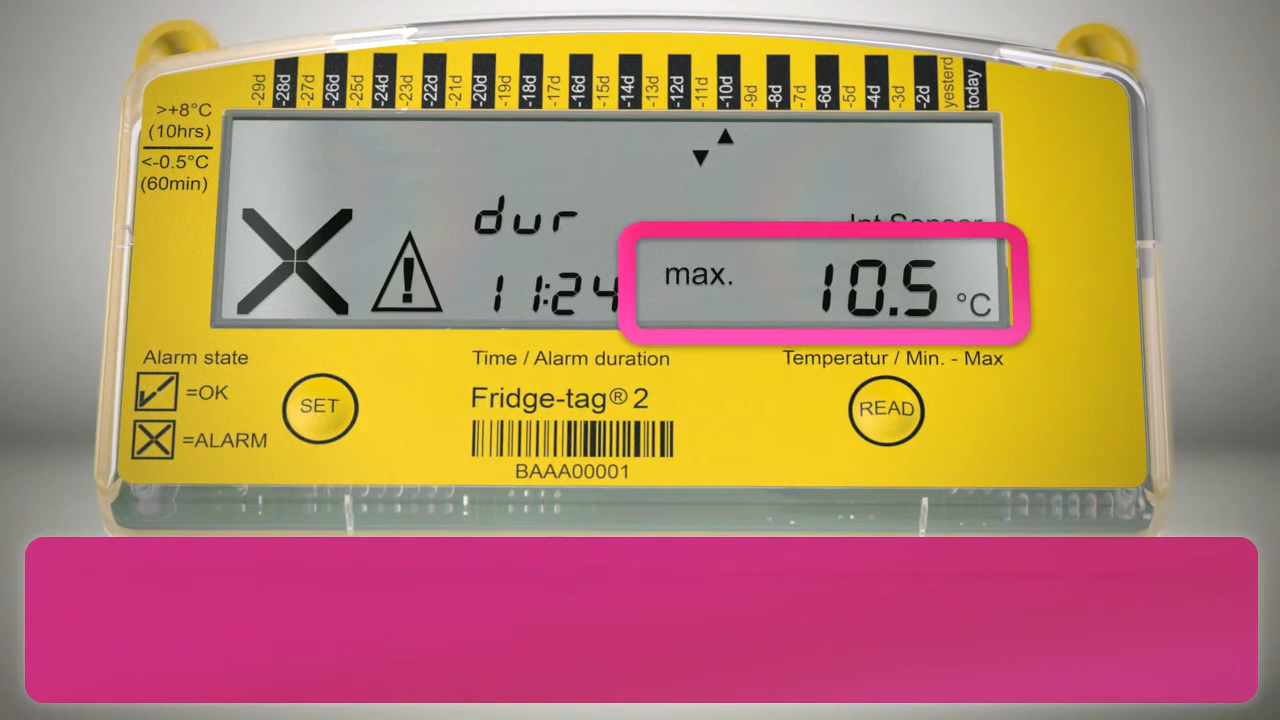 -29d -28d -27d -26d -25d -24d -23d -22d -21d -20d -19d -18d -17d -16d -15d -14d -13d -12d -11d -10d -9d -8d -7d -6d -5d -4d -3d -2d yesterd today
>+8°C
(10hrs)
<-0.5°C
(60min)
dur
Int Sensor
11:24
max. 10.5 °C
Alarm state
Time / Alarm duration
Temperatur / Min. - Max
=OK
SET
Fridge-tag® 2
READ
=ALARM
BAAA00001